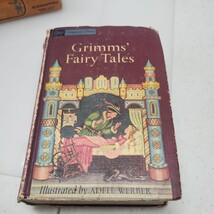 Grimms'
Fairy Tales
Illustrated by ADELE WERBER